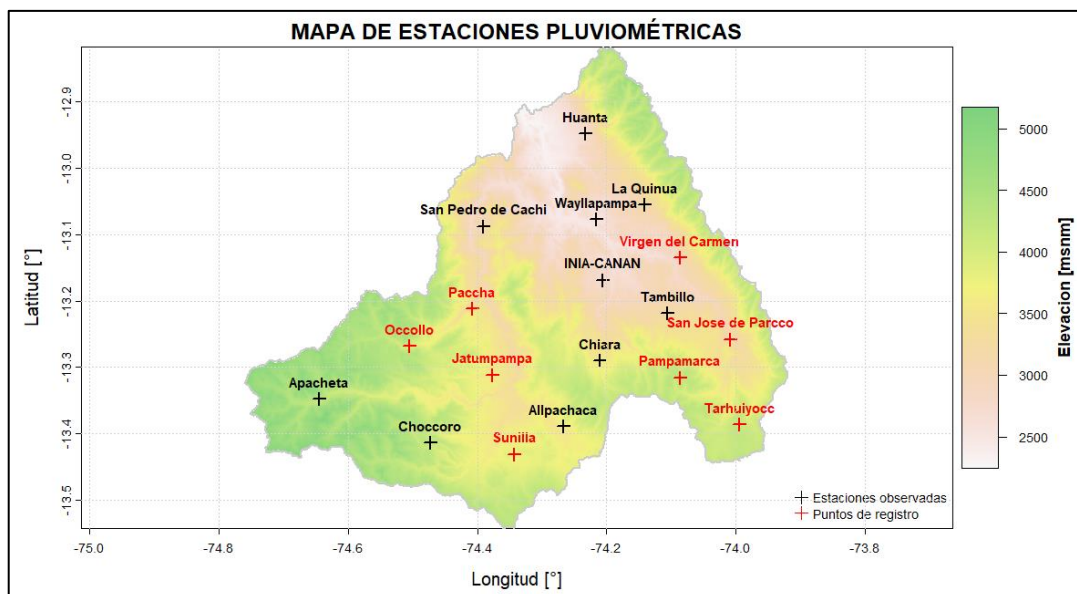 MAPA DE ESTACIONES PLUVIOMÉTRICAS
Latitud [°]
-12.9
-13.0
-13.1
-13.2
-13.3
-13.4
-13.5
Huanta
La Quinua
Wayllapampa
San Pedro de Cachi
Virgen del Carmen
INIA-CANAN
Paccha
Tambillo
San Jose de Parcco
Occollo
Chiara
Jatumpampa
Pampamarca
Apacheta
Allpachaca
Tarhuiyocc
Choccoro
Sunilia
Estaciones observadas
Puntos de registro
-75.0 -74.8 -74.6 -74.4 -74.2 -74.0 -73.8
Longitud [°]
5000
4500
4000
3500
3000
2500
Elevacion [msnm]